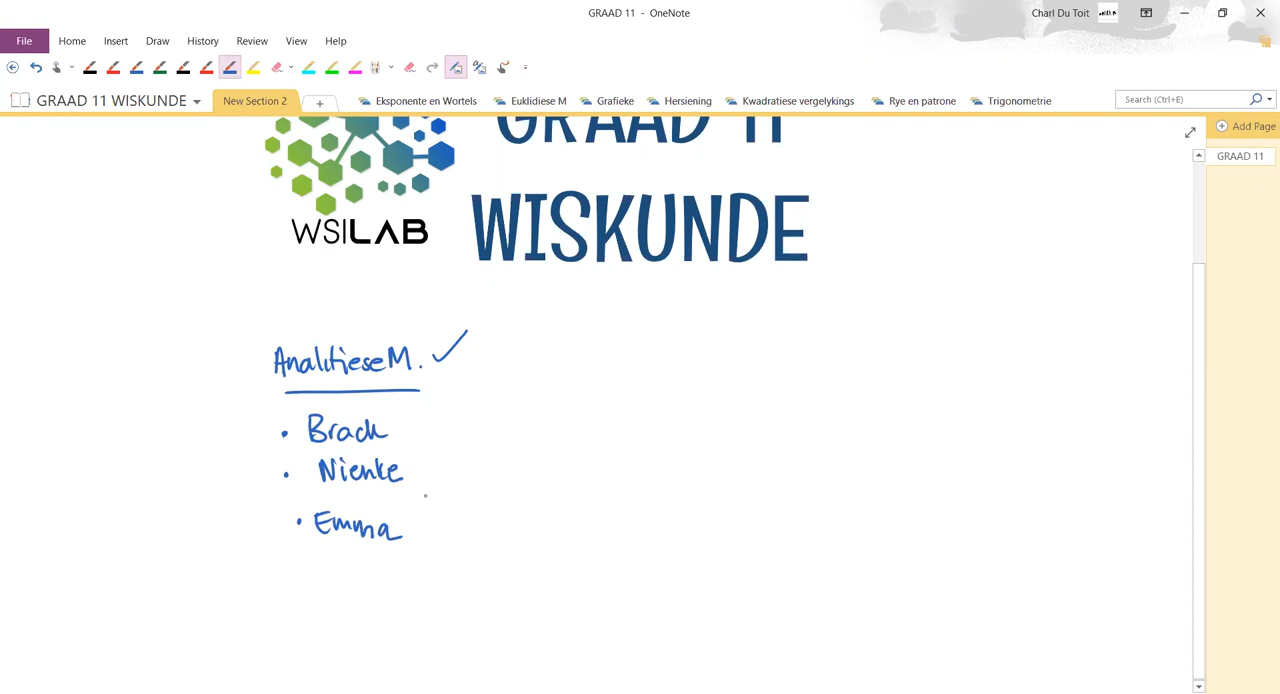 GRAAD 11 - OneNote
Charl Du Toit
File Home Insert Draw History Review View Help
GRAAD 11 WISKUNDE New Section 2 + Eksponente en Wortels Euklidiese M Grafieke Hersiening Kwadratiese vergelykings Rye en patrone Trigonometrie Search (Ctrl+E)
Add Page
GRAAD 11
GRAAD 11
WISKUNDE
WSILAB
Analitiese M.
• Brach
• Nienke
• Emma